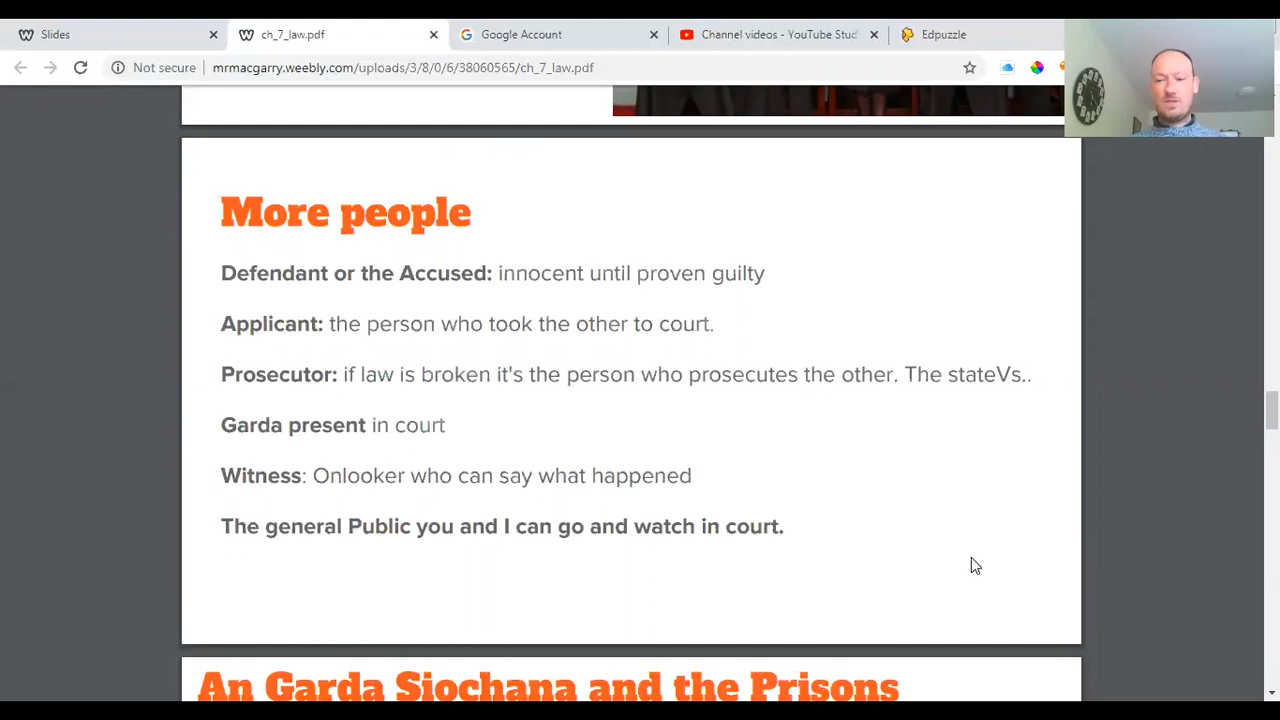 Slides
ch_7_law.pdf
Google Account
Channel videos - YouTube Stud
Edpuzzle
Not secure
mrmacgarry.weebly.com/uploads/3/8/0/6/38060565/ch_7_law.pdf
More people
Defendant or the Accused: innocent until proven guilty
Applicant: the person who took the other to court.
Prosecutor: if law is broken it's the person who prosecutes the other. The stateVs..
Garda present in court
Witness: Onlooker who can say what happened
The general Public you and I can go and watch in court.
An Garda Siochana and the Prisons